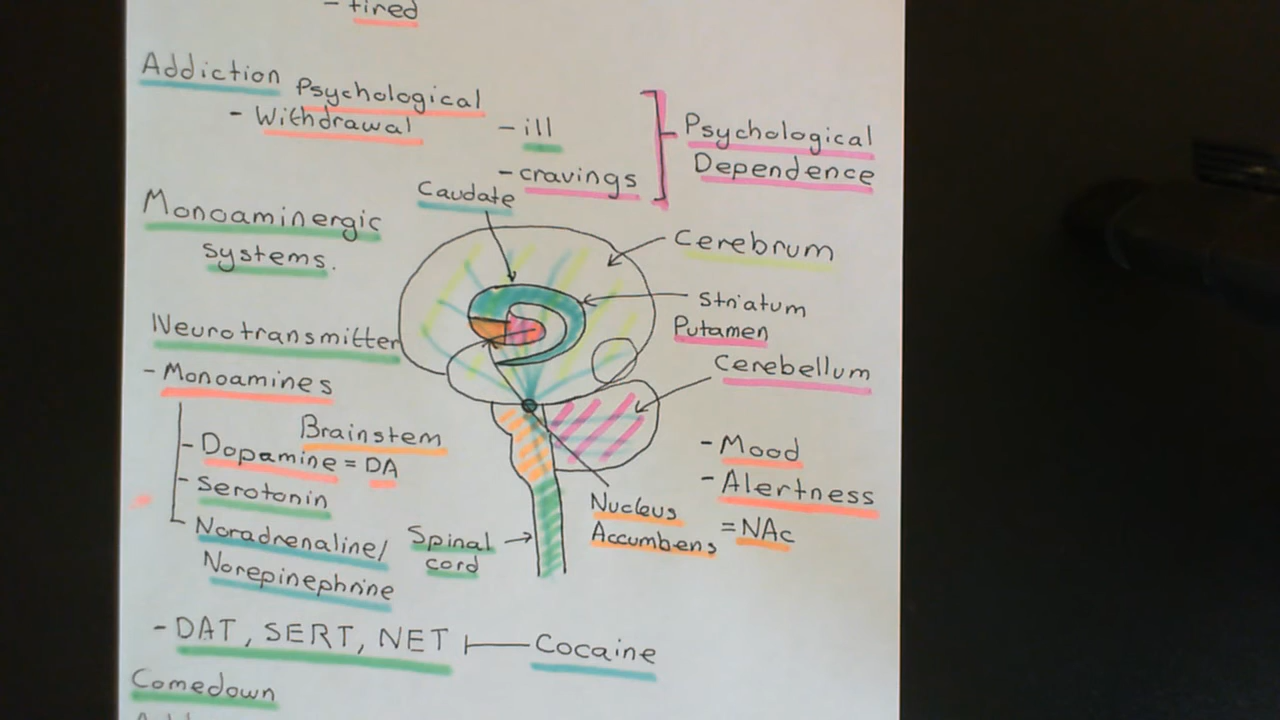 - tired
Addiction
Psychological
- Withdrawal
- ill
- cravings
Psychological
Dependence
Caudate
Monoaminergic
systems.
Cerebrum
Striatum
Putamen
Neurotransmitter
Cerebellum
- Monoamines
Brainstem
- Dopamine = DA
- Serotonin
- Noradrenaline/
Norepinephrine
Spinal
cord
Nucleus
Accumbens
= NAc
- Mood
- Alertness
- DAT, SERT, NET
Cocaine
Comedown